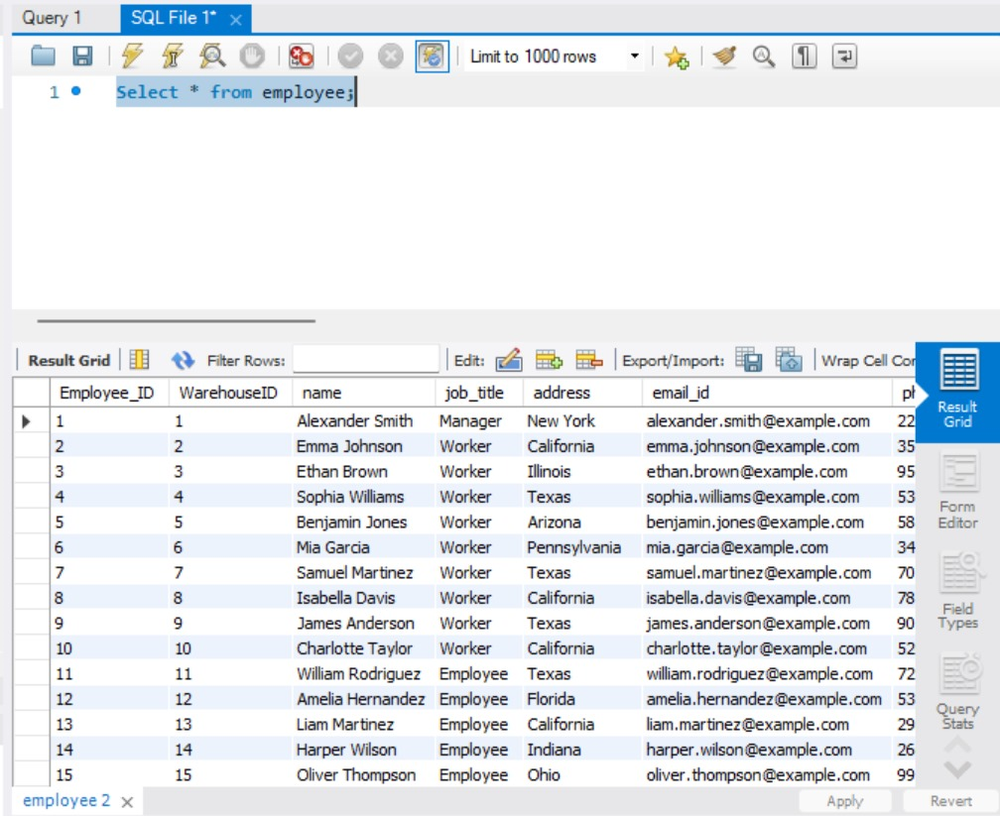 Query 1 SQL File 1*
Limit to 1000 rows
1 Select * from employee;
Result Grid Filter Rows: Edit: Export/Import: Wrap Cell Con
Employee_ID WarehouseID name job_title address email_id ph
1 1 Alexander Smith Manager New York alexander.smith@example.com 22
2 2 Emma Johnson Worker California emma.johnson@example.com 35
3 3 Ethan Brown Worker Illinois ethan.brown@example.com 95
4 4 Sophia Williams Worker Texas sophia.williams@example.com 53
5 5 Benjamin Jones Worker Arizona benjamin.jones@example.com 58
6 6 Mia Garcia Worker Pennsylvania mia.garcia@example.com 34
7 7 Samuel Martinez Worker Texas samuel.martinez@example.com 70
8 8 Isabella Davis Worker California isabella.davis@example.com 78
9 9 James Anderson Worker Texas james.anderson@example.com 90
10 10 Charlotte Taylor Worker California charlotte.taylor@example.com 52
11 11 William Rodriguez Employee Texas william.rodriguez@example.com 72
12 12 Amelia Hernandez Employee Florida amelia.hernandez@example.com 53
13 13 Liam Martinez Employee California liam.martinez@example.com 29
14 14 Harper Wilson Employee Indiana harper.wilson@example.com 26
15 15 Oliver Thompson Employee Ohio oliver.thompson@example.com 99
Result
Grid
Form
Editor
Field
Types
Query
Stats
employee 2 Apply Revert